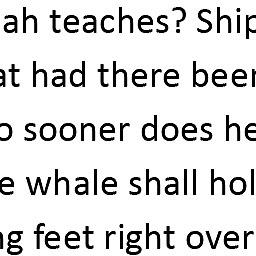 ah teaches? Ship
at had there been
o sooner does he
e whale shall hol
ng feet right over